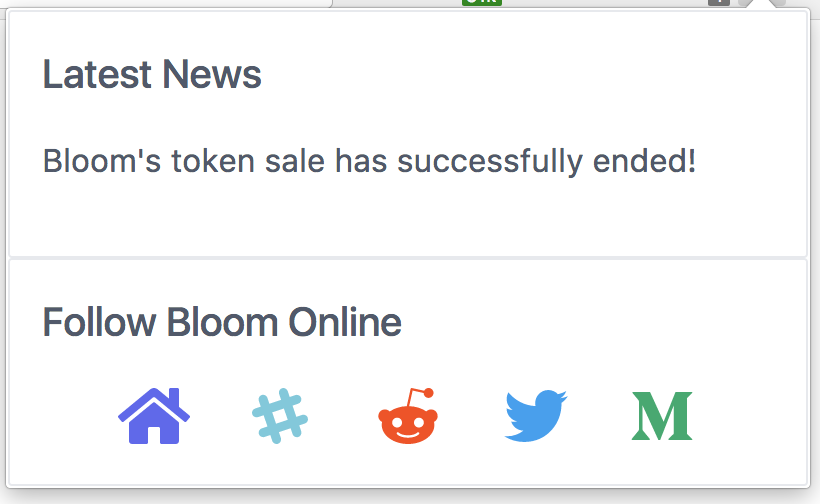 Latest News
Bloom's token sale has successfully ended!
Follow Bloom Online